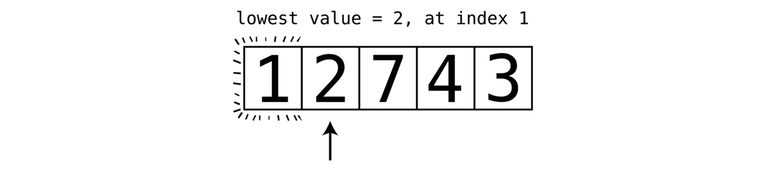 lowest value = 2, at index 1
1 2 7 4 3